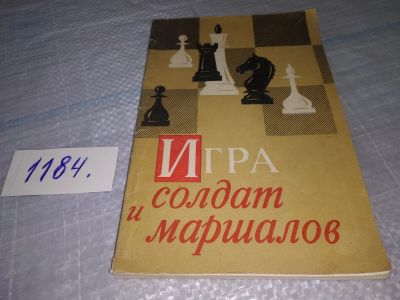 1184.
ИГРА
солдат
и маршалов